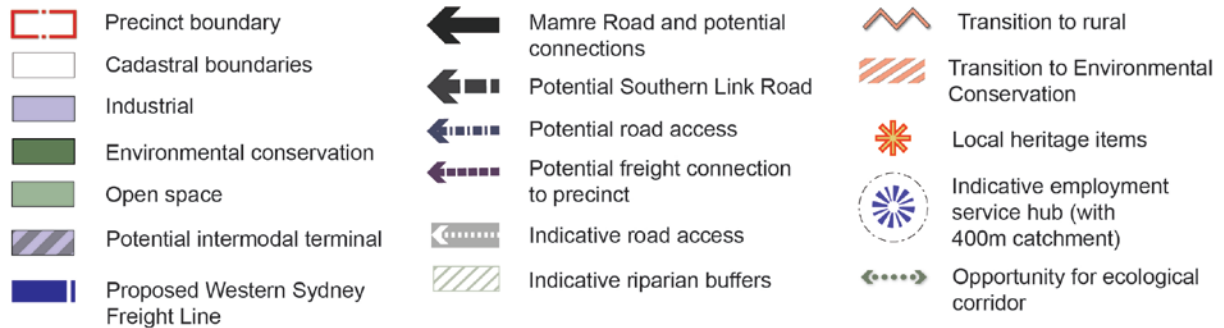 Precinct boundary
Cadastral boundaries
Industrial
Environmental conservation
Open space
Potential intermodal terminal
Proposed Western Sydney
Freight Line
Mamre Road and potential
connections
Potential Southern Link Road
Potential road access
Potential freight connection
to precinct
Indicative road access
Indicative riparian buffers
Transition to rural
Transition to Environmental
Conservation
Local heritage items
Indicative employment
service hub (with
400m catchment)
Opportunity for ecological
corridor